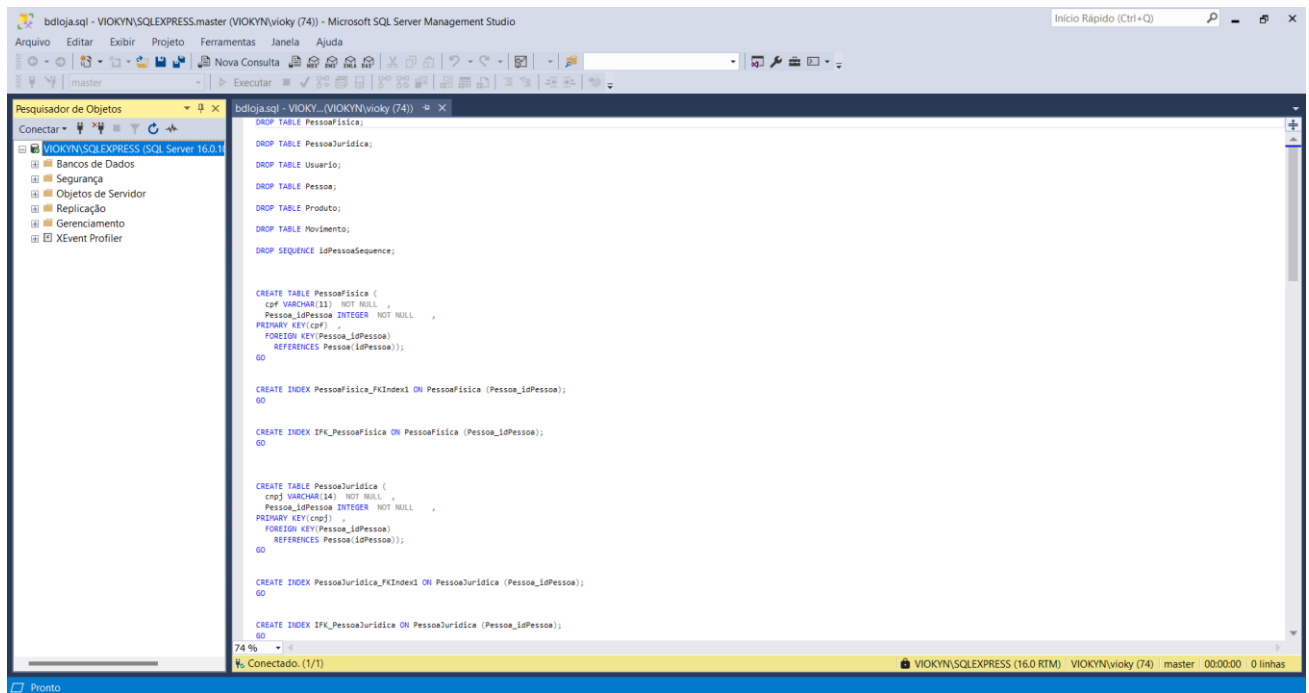 bdloja.sql - VIOKYN\SQLEXPRESS.master (VIOKYN\vioky (74)) - Microsoft SQL Server Management Studio
Início Rápido (Ctrl+Q)
Arquivo Editar Exibir Projeto Ferramentas Janela Ajuda
Nova Consulta
master
Executar
Pesquisador de Objetos
Conectar
VIOKYN\SQLEXPRESS (SQL Server 16.0.10
Bancos de Dados
Segurança
Objetos de Servidor
Replicação
Gerenciamento
XEvent Profiler
bdloja.sql - VIOKY...(VIOKYN\vioky (74))
DROP TABLE PessoaFisica;
DROP TABLE PessoaJuridica;
DROP TABLE Usuario;
DROP TABLE Pessoa;
DROP TABLE Produto;
DROP TABLE Movimento;
DROP SEQUENCE idPessoaSequence;
CREATE TABLE PessoaFisica (
cpf VARCHAR(11) NOT NULL ,
Pessoa_idPessoa INTEGER NOT NULL ,
PRIMARY KEY(cpf) ,
FOREIGN KEY(Pessoa_idPessoa)
REFERENCES Pessoa(idPessoa));
GO
CREATE INDEX PessoaFisica_FKIndex1 ON PessoaFisica (Pessoa_idPessoa);
GO
CREATE INDEX IFK_PessoaFisica ON PessoaFisica (Pessoa_idPessoa);
GO
CREATE TABLE PessoaJuridica (
cnpj VARCHAR(14) NOT NULL ,
Pessoa_idPessoa INTEGER NOT NULL ,
PRIMARY KEY(cnpj) ,
FOREIGN KEY(Pessoa_idPessoa)
REFERENCES Pessoa(idPessoa));
GO
CREATE INDEX PessoaJuridica_FKIndex1 ON PessoaJuridica (Pessoa_idPessoa);
GO
CREATE INDEX IFK_PessoaJuridica ON PessoaJuridica (Pessoa_idPessoa);
GO
74 %
Conectado. (1/1)
VIOKYN\SQLEXPRESS (16.0 RTM) VIOKYN\vioky (74) master 00:00:00 0 linhas
Pronto